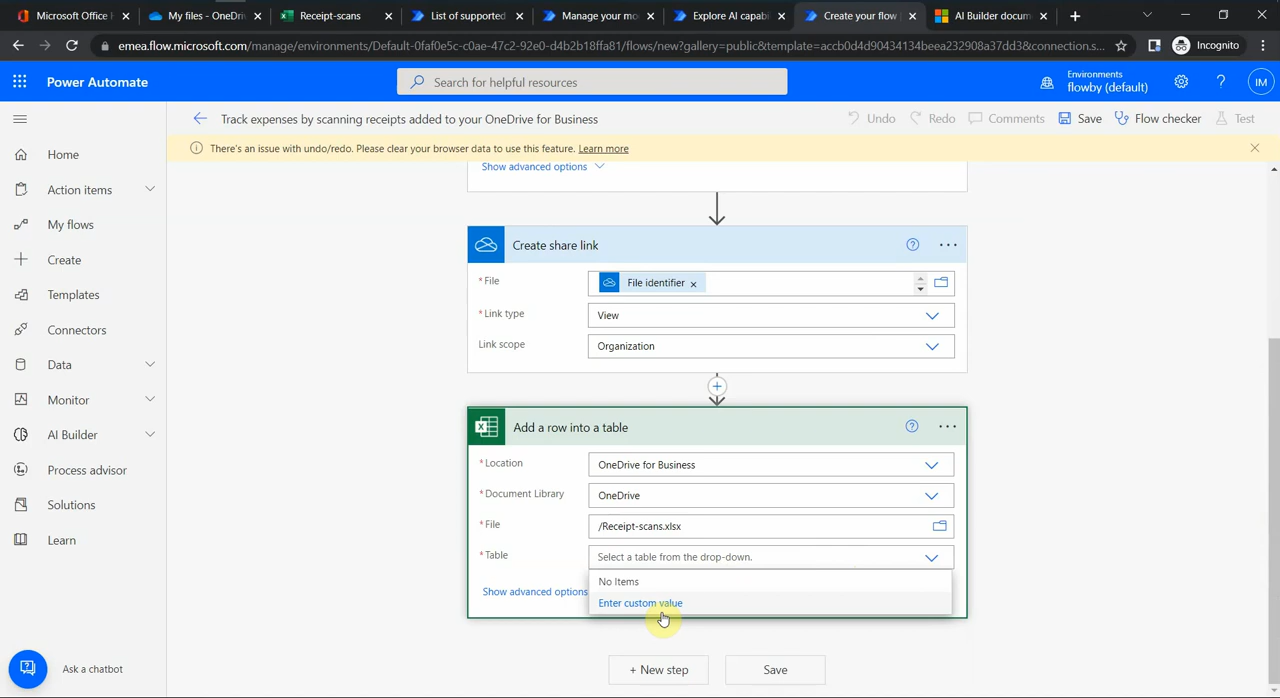 Microsoft Office H
My files - OneDriv
Receipt-scans
List of supported
Manage your mo
Explore AI capab
Create your flow |
AI Builder docum
emea.flow.microsoft.com/manage/environments/Default-0faf0e5c-c0ae-47c2-92e0-d4b2b18ffa81/flows/new?gallery=public&template=accb0d4d90434134beea232908a37dd3&connection.s...
Incognito
Power Automate
Search for helpful resources
Environments
flowby (default)
IM
Track expenses by scanning receipts added to your OneDrive for Business
Undo
Redo
Comments
Save
Flow checker
Test
There's an issue with undo/redo. Please clear your browser data to use this feature. Learn more
Home
Action items
My flows
Create
Templates
Connectors
Data
Monitor
AI Builder
Process advisor
Solutions
Learn
Ask a chatbot
Show advanced options
Create share link
* File
File identifier
* Link type
View
Link scope
Organization
Add a row into a table
* Location
OneDrive for Business
* Document Library
OneDrive
* File
/Receipt-scans.xlsx
* Table
Select a table from the drop-down.
No Items
Show advanced options
Enter custom value
+ New step
Save